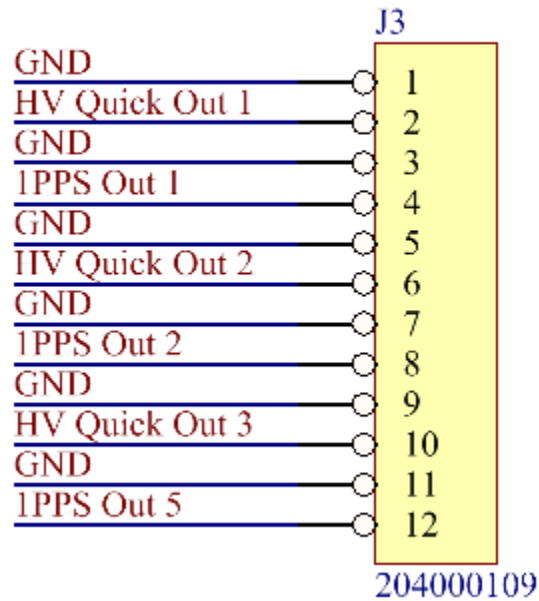 J3
GND
1
HV Quick Out 1
2
GND
3
1PPS Out 1
4
GND
5
HV Quick Out 2
6
GND
7
1PPS Out 2
8
GND
9
HV Quick Out 3
10
GND
11
1PPS Out 5
12
204000109